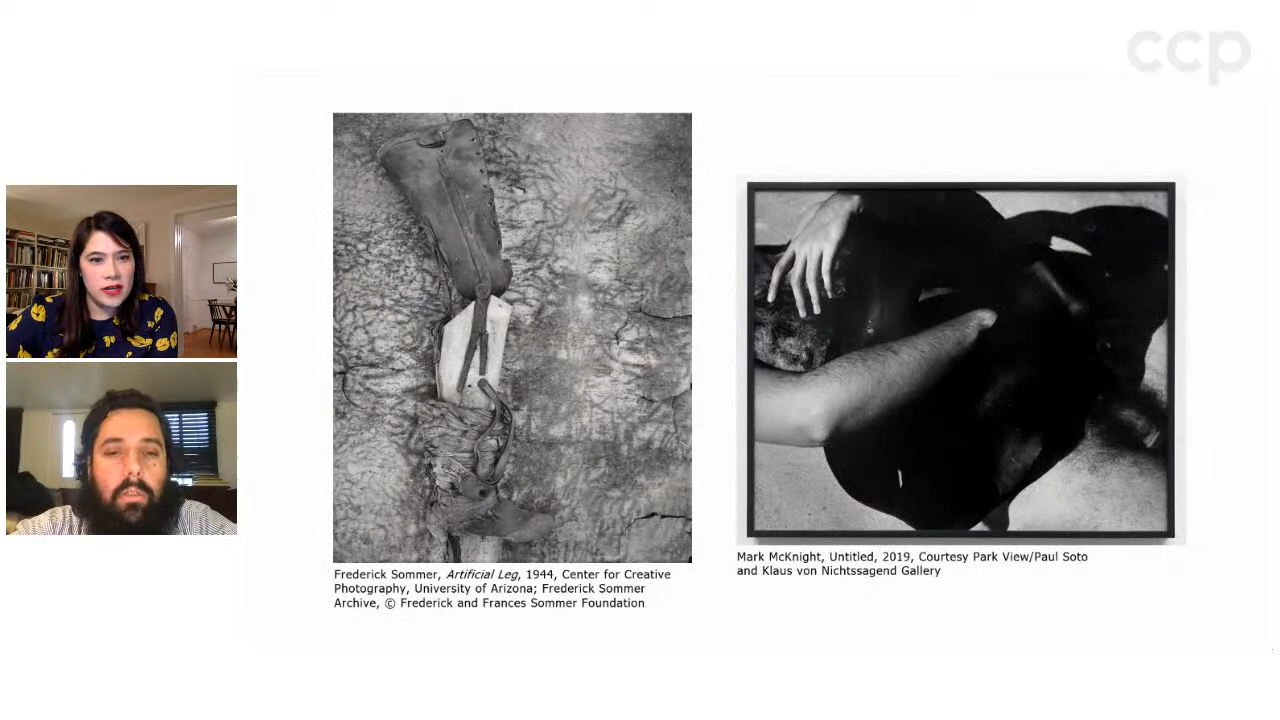 ccp
Frederick Sommer, Artificial Leg, 1944, Center for Creative
Photography, University of Arizona; Frederick Sommer
Archive, © Frederick and Frances Sommer Foundation
Mark McKnight, Untitled, 2019, Courtesy Park View/Paul Soto
and Klaus von Nichtssagend Gallery